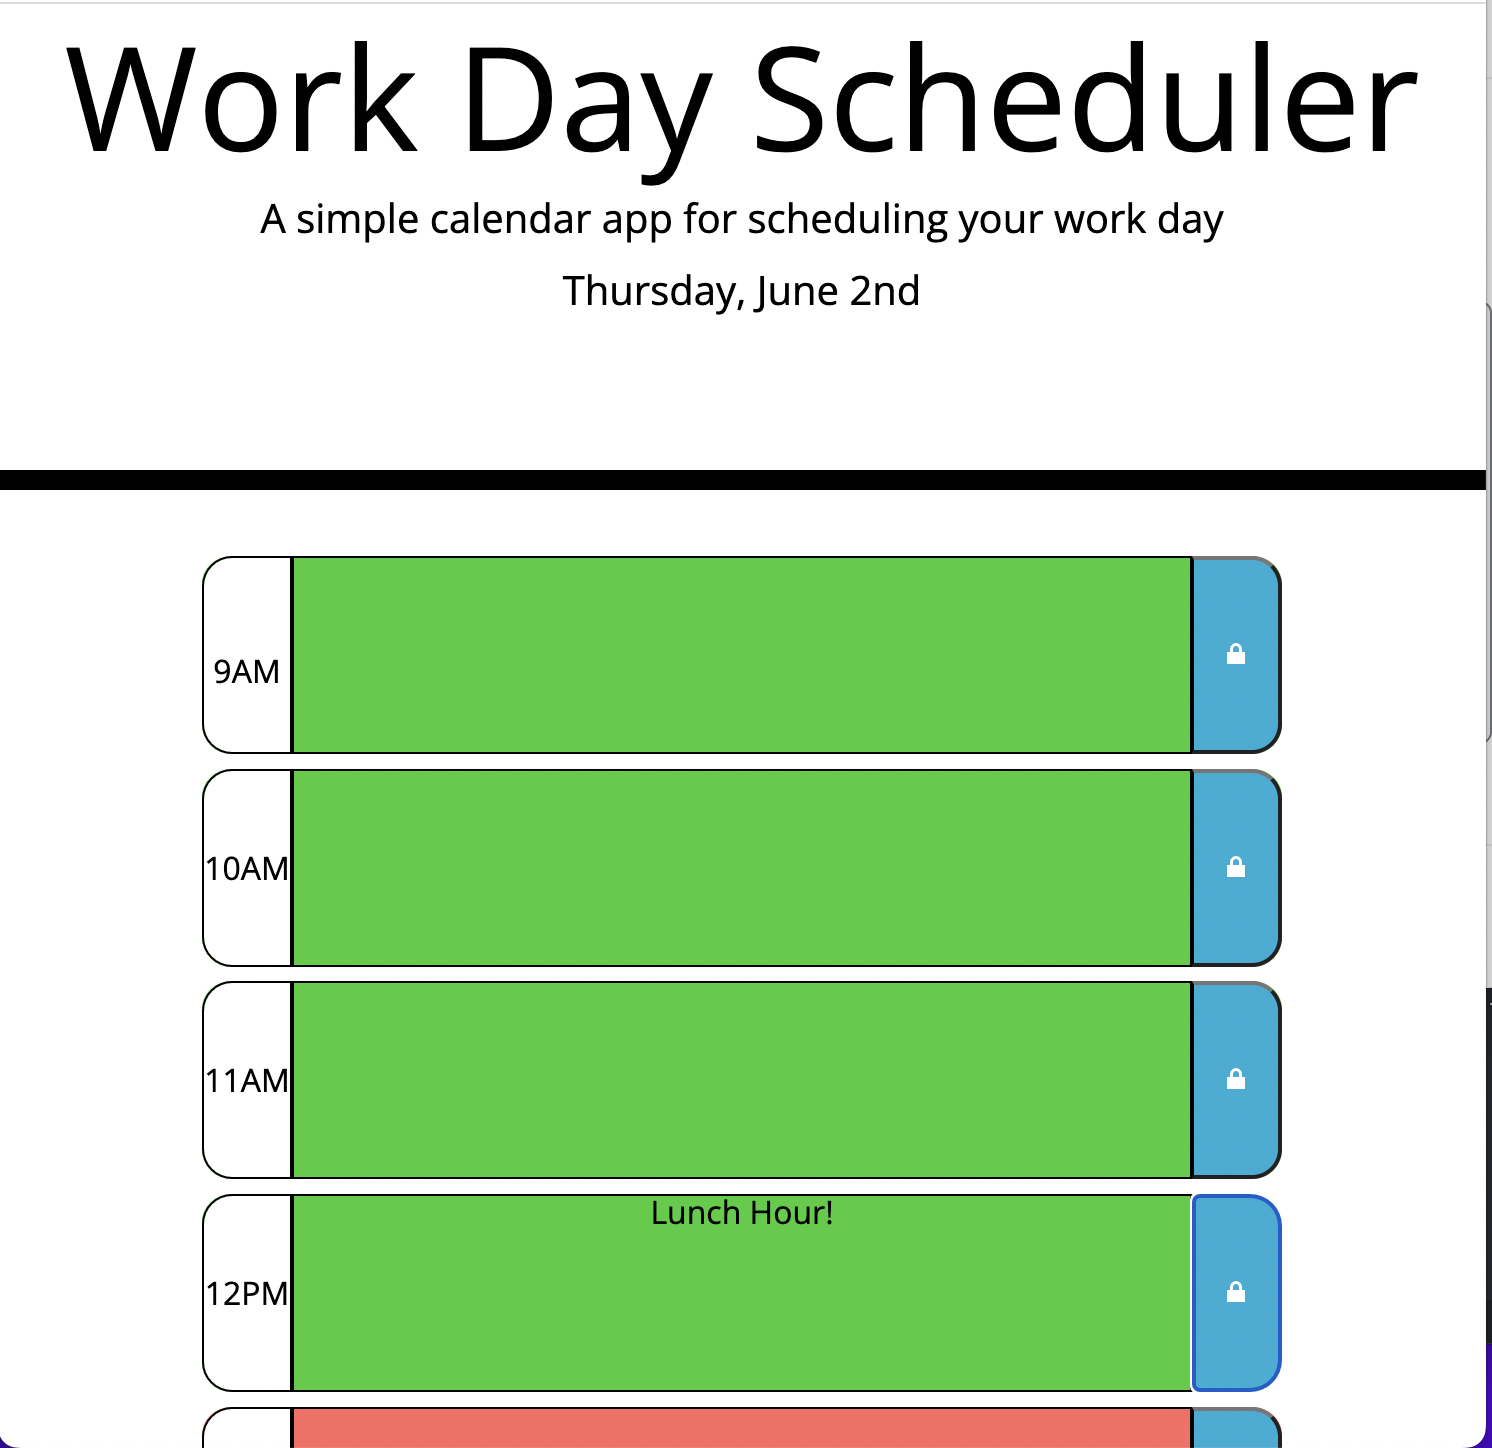 Work Day Scheduler
A simple calendar app for scheduling your work day
Thursday, June 2nd
9AM
10AM
11AM
Lunch Hour!
12PM